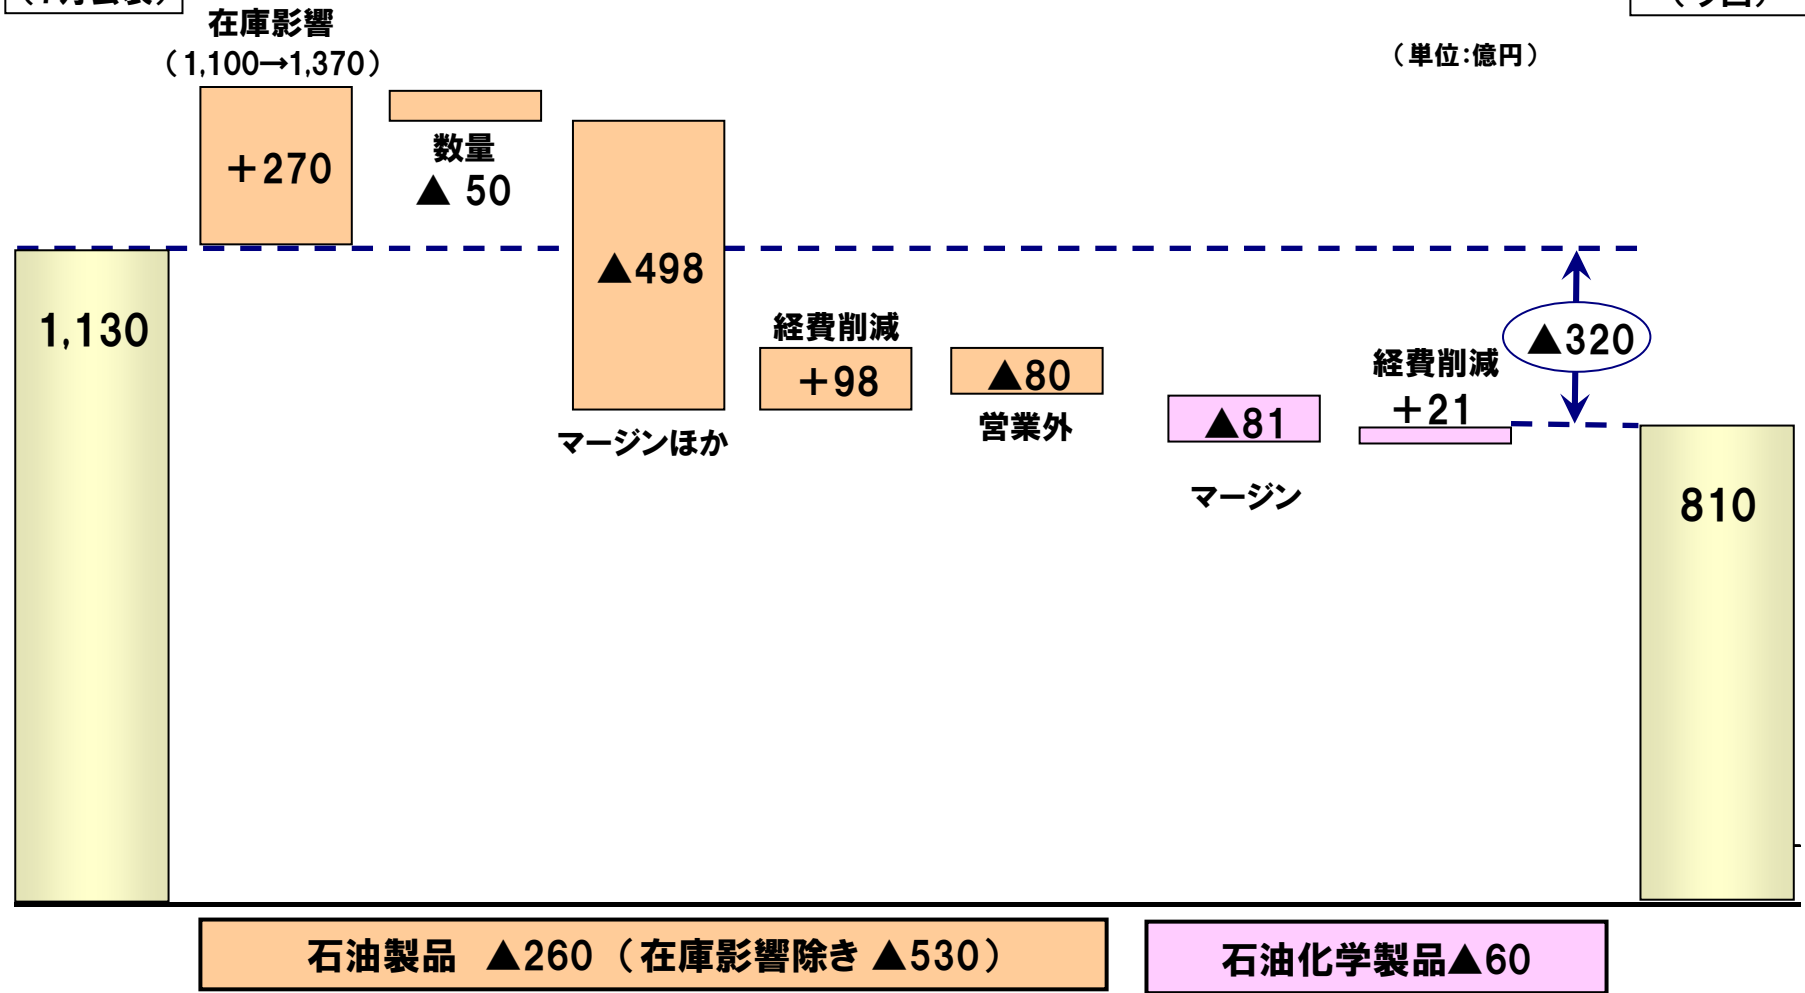 在庫影響
（1,100→1,370）
（単位:億円）
+270
数量
▲ 50
▲498
マージンほか
1,130
経費削減
+98
▲80
営業外
▲81
マージン
経費削減
+21
▲320
810
石油製品 ▲260（在庫影響除き ▲530）
石油化学製品▲60